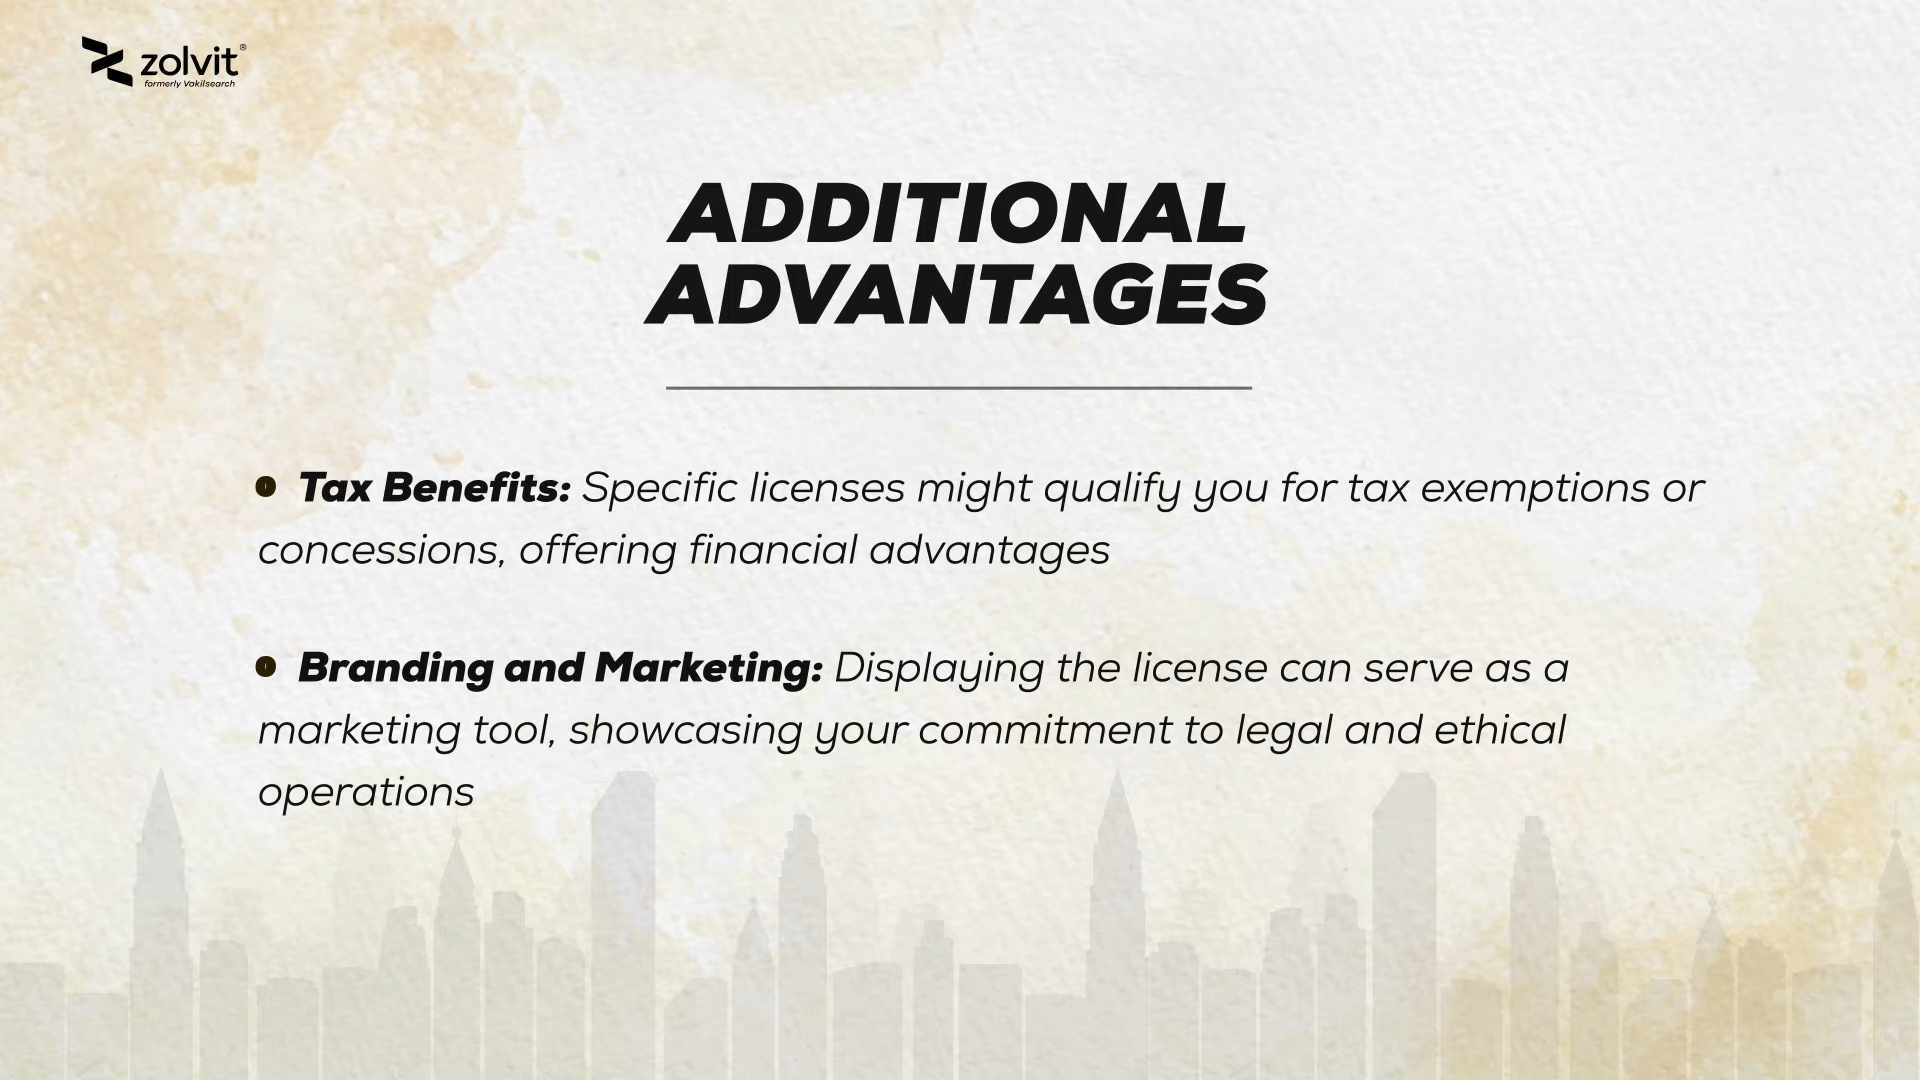 zolvit®
formerly Vakilsearch
ADDITIONAL
ADVANTAGES
• Tax Benefits: Specific licenses might qualify you for tax exemptions or
concessions, offering financial advantages
• Branding and Marketing: Displaying the license can serve as a
marketing tool, showcasing your commitment to legal and ethical
operations